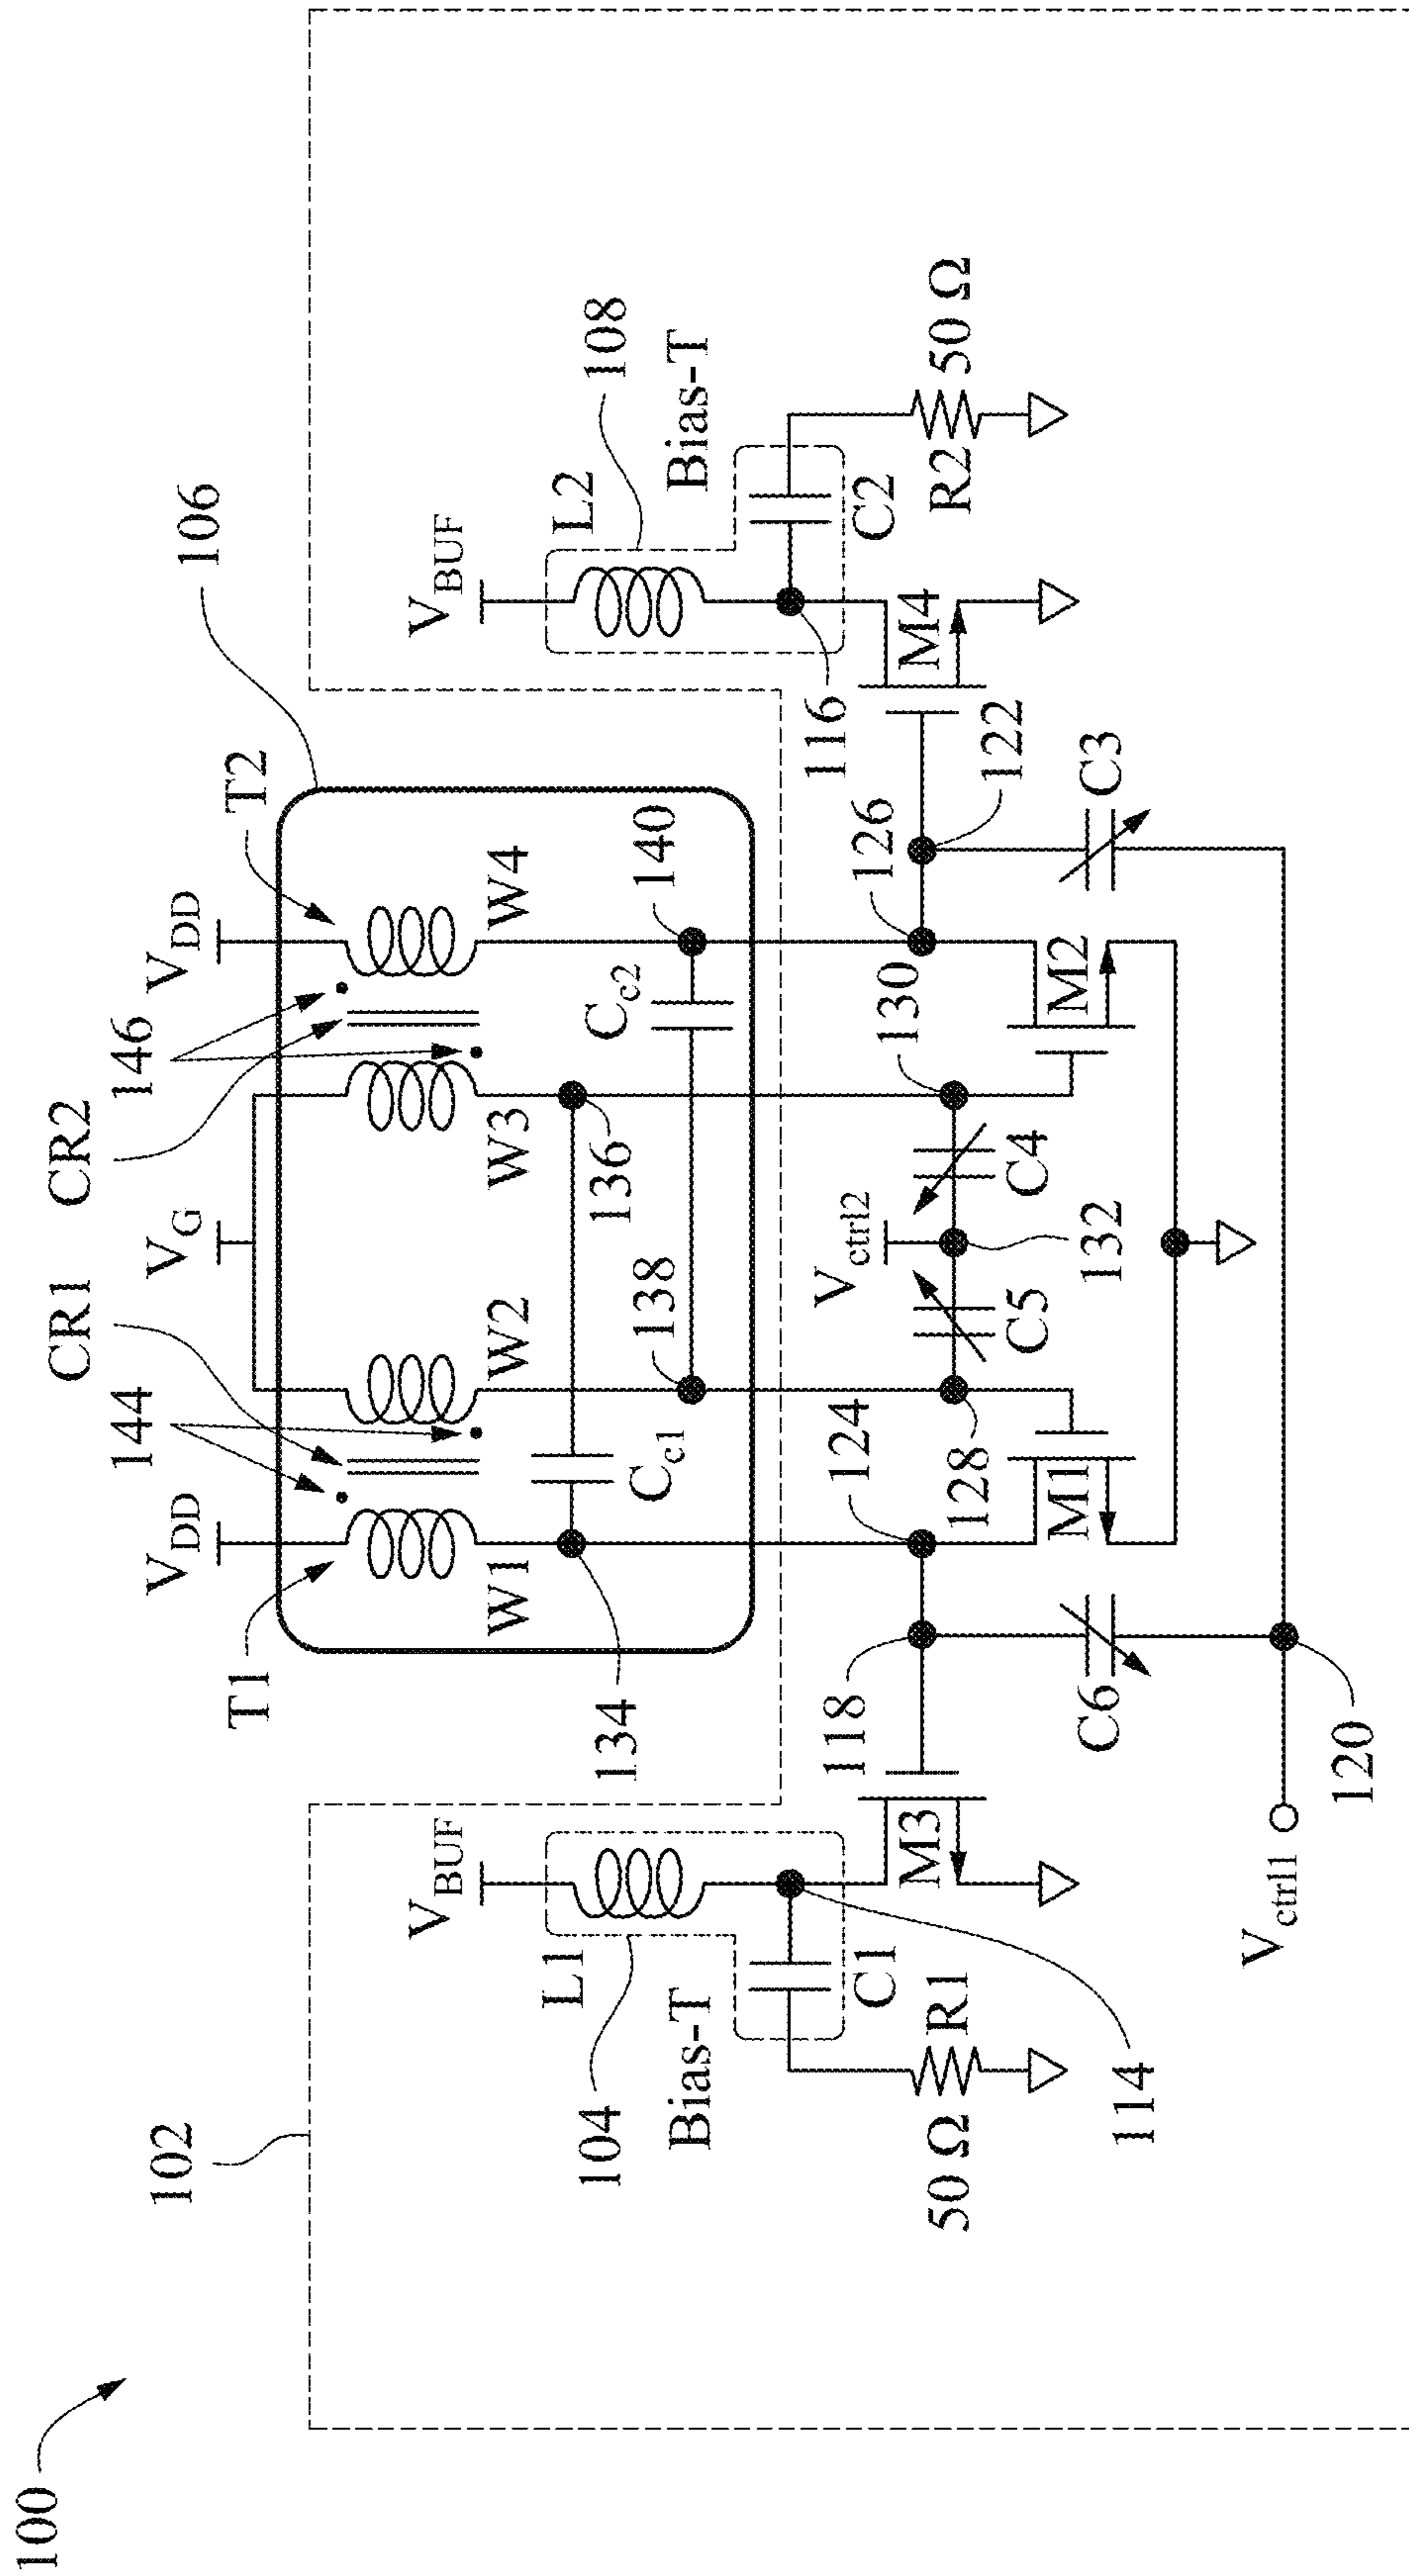 100
102
106
144
CR1
V_G
CR2
146
V_DD
V_DD
T1
T2
W1
W2
W3
W4
C_c1
C_c2
134
138
136
140
V_BUF
V_BUF
L1
L2
104
108
Bias-T
Bias-T
C1
C2
50 Ω
R1
R2
50 Ω
114
116
M3
M4
118
124
126
122
128
130
V_ctrl2
C5
C4
132
M1
M2
C6
C3
V_ctrl1
120